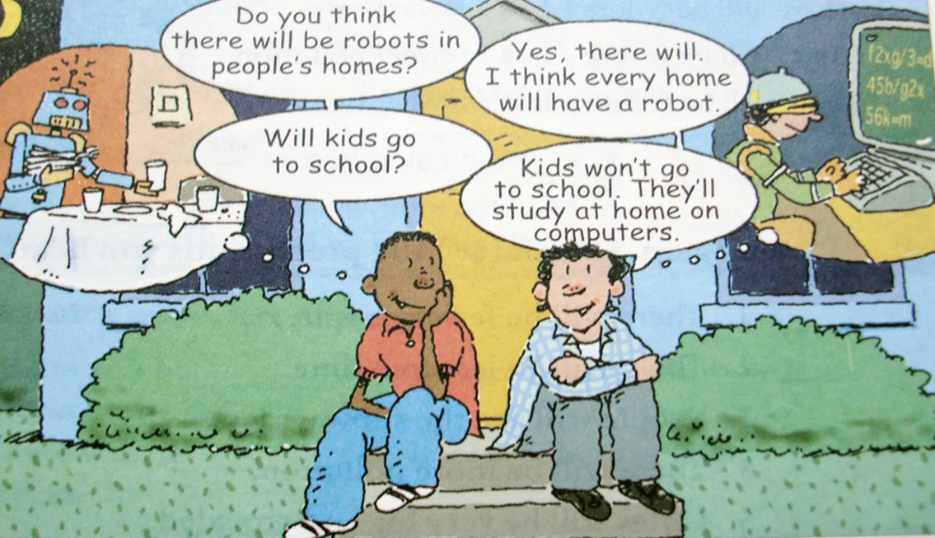 Do you think
there will be robots in
people's homes?
Yes, there will.
I think every home
will have a robot.
Will kids go
to school?
Kids won't go
to school. They'll
study at home on
computers.
f2xg/3=d
45b/g2x
56k=m